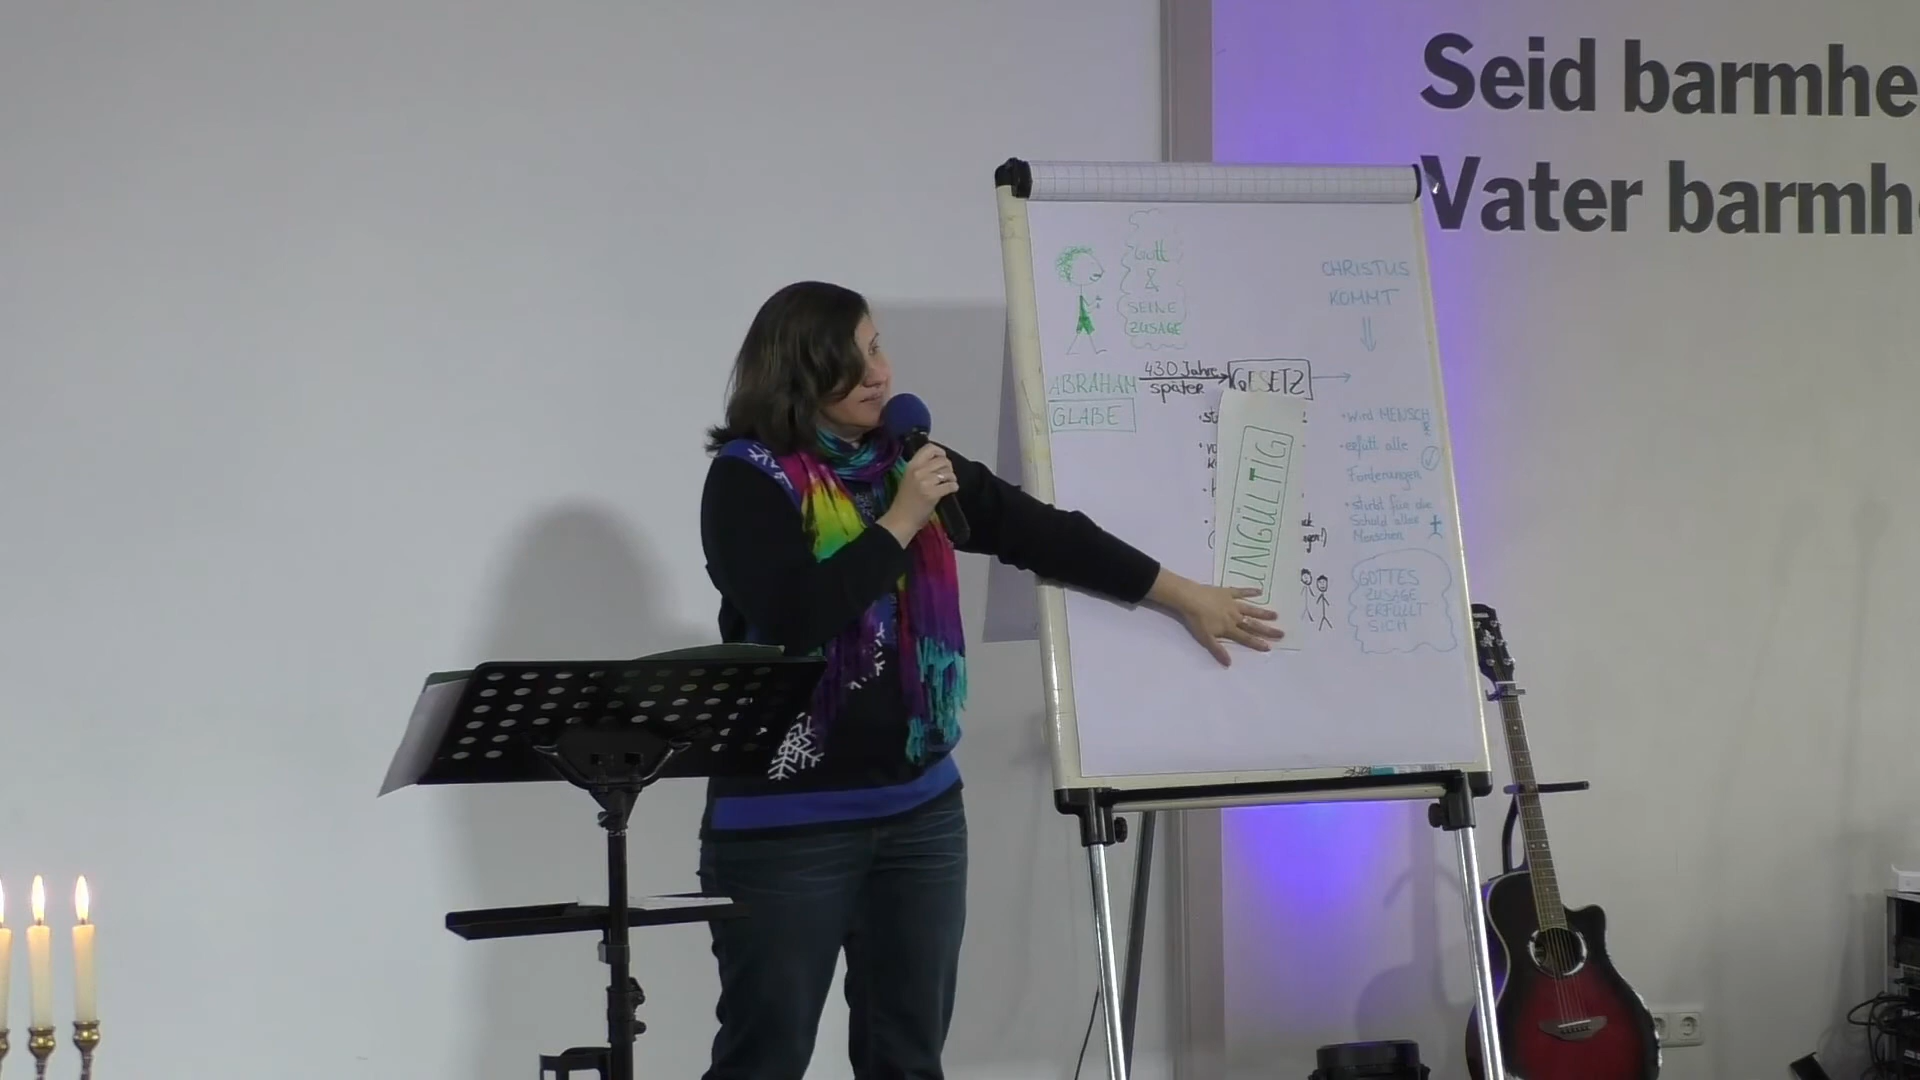 Seid barmhe
Vater barmh
Gott
&
SEINE
ZUSAGE
CHRISTUS
KOMMT
ABRAHAM
430 Jahre
später
GESETZ
GLABE
UNGÜLTIG
• wird MENSCH
• erfüllt alle
Forderungen
• stirbt für die
Schuld aller
Menschen
GOTTES
ZUSAGE
ERFÜLLT
SICH